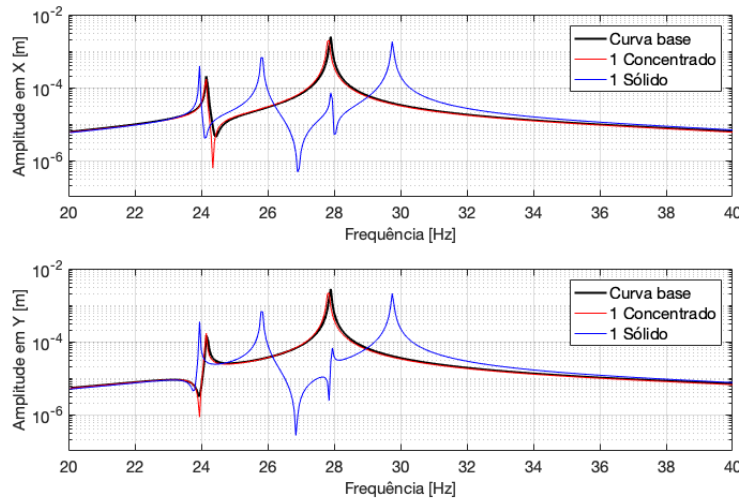 10-2
Curva base
1 Concentrado
1 Sólido
10-4
10-6
Amplitude em X [m]
20 22 24 26 28 30 32 34 36 38 40
Frequência [Hz]
10-2
Curva base
1 Concentrado
1 Sólido
10-4
10-6
Amplitude em Y [m]
20 22 24 26 28 30 32 34 36 38 40
Frequência [Hz]